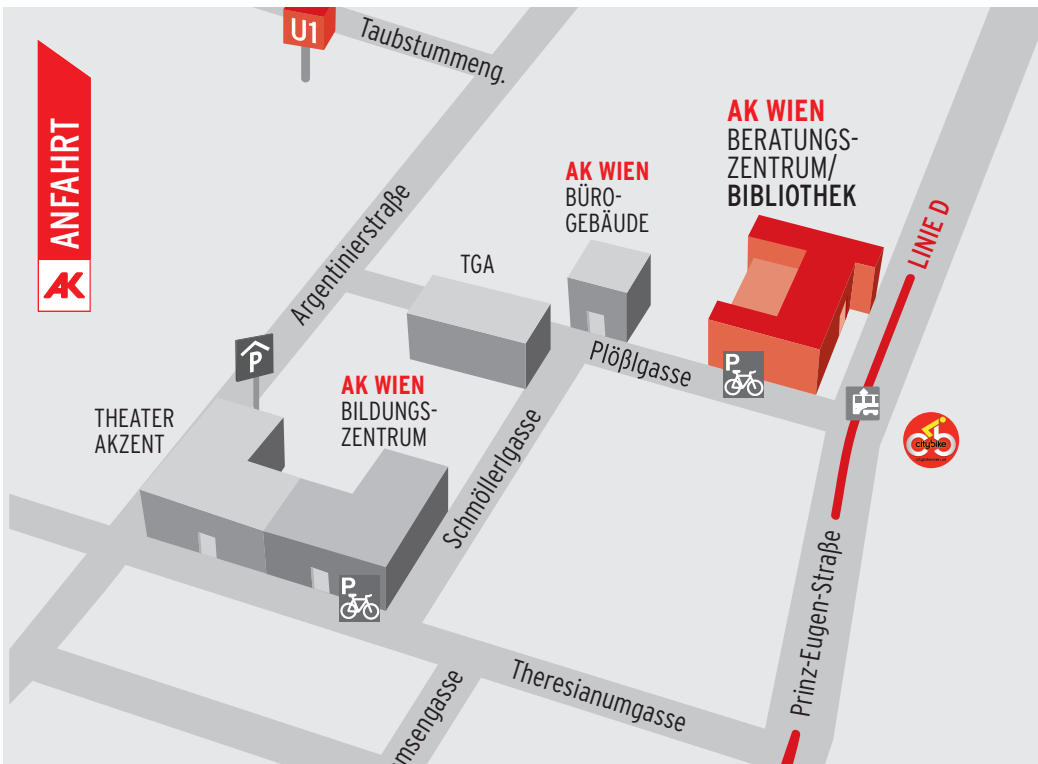 U1
Taubstummeng.
ANFAHRT
AK
Argentinierstraße
AK WIEN
BERATUNGS-
ZENTRUM/
BIBLIOTHEK
AK WIEN
BÜRO-
GEBÄUDE
LINIE D
TGA
P
Plößlgasse
P
AK WIEN
BILDUNGS-
ZENTRUM
THEATER
AKZENT
citybike
Schmöllerlgasse
P
Prinz-Eugen-Straße
Theresianumgasse
msengasse